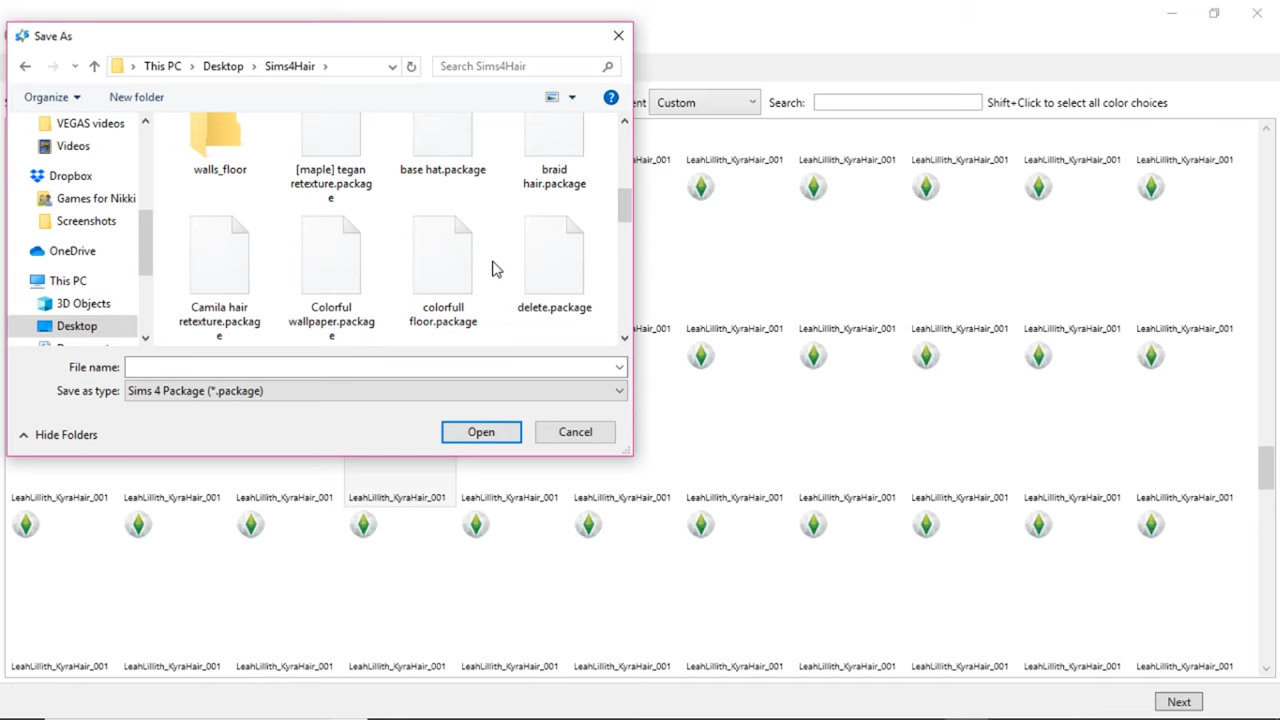 Save As
This PC > Desktop > Sims4Hair >
Search Sims4Hair
Organize
New folder
ent
Custom
Search:
Shift+Click to select all color choices
VEGAS videos
Videos
Dropbox
Games for Nikki
Screenshots
OneDrive
This PC
3D Objects
Desktop
walls_floor
[maple] tegan
retexture.packag
e
base hat.package
braid
hair.package
Camila hair
retexture.packag
e
Colorful
wallpaper.packag
e
colorfull
floor.package
delete.package
File name:
Save as type:
Sims 4 Package (*.package)
Hide Folders
Open
Cancel
air_001 LeahLillith_KyraHair_001 LeahLillith_KyraHair_001 LeahLillith_KyraHair_001 LeahLillith_KyraHair_001 LeahLillith_KyraHair_001
air_001 LeahLillith_KyraHair_001 LeahLillith_KyraHair_001 LeahLillith_KyraHair_001 LeahLillith_KyraHair_001 LeahLillith_KyraHair_001
LeahLillith_KyraHair_001 LeahLillith_KyraHair_001 LeahLillith_KyraHair_001 LeahLillith_KyraHair_001 LeahLillith_KyraHair_001 LeahLillith_KyraHair_001 LeahLillith_KyraHair_001 LeahLillith_KyraHair_001 LeahLillith_KyraHair_001 LeahLillith_KyraHair_001 LeahLillith_KyraHair_001
LeahLillith_KyraHair_001 LeahLillith_KyraHair_001 LeahLillith_KyraHair_001 LeahLillith_KyraHair_001 LeahLillith_KyraHair_001 LeahLillith_KyraHair_001 LeahLillith_KyraHair_001 LeahLillith_KyraHair_001 LeahLillith_KyraHair_001 LeahLillith_KyraHair_001 LeahLillith_KyraHair_001
Next